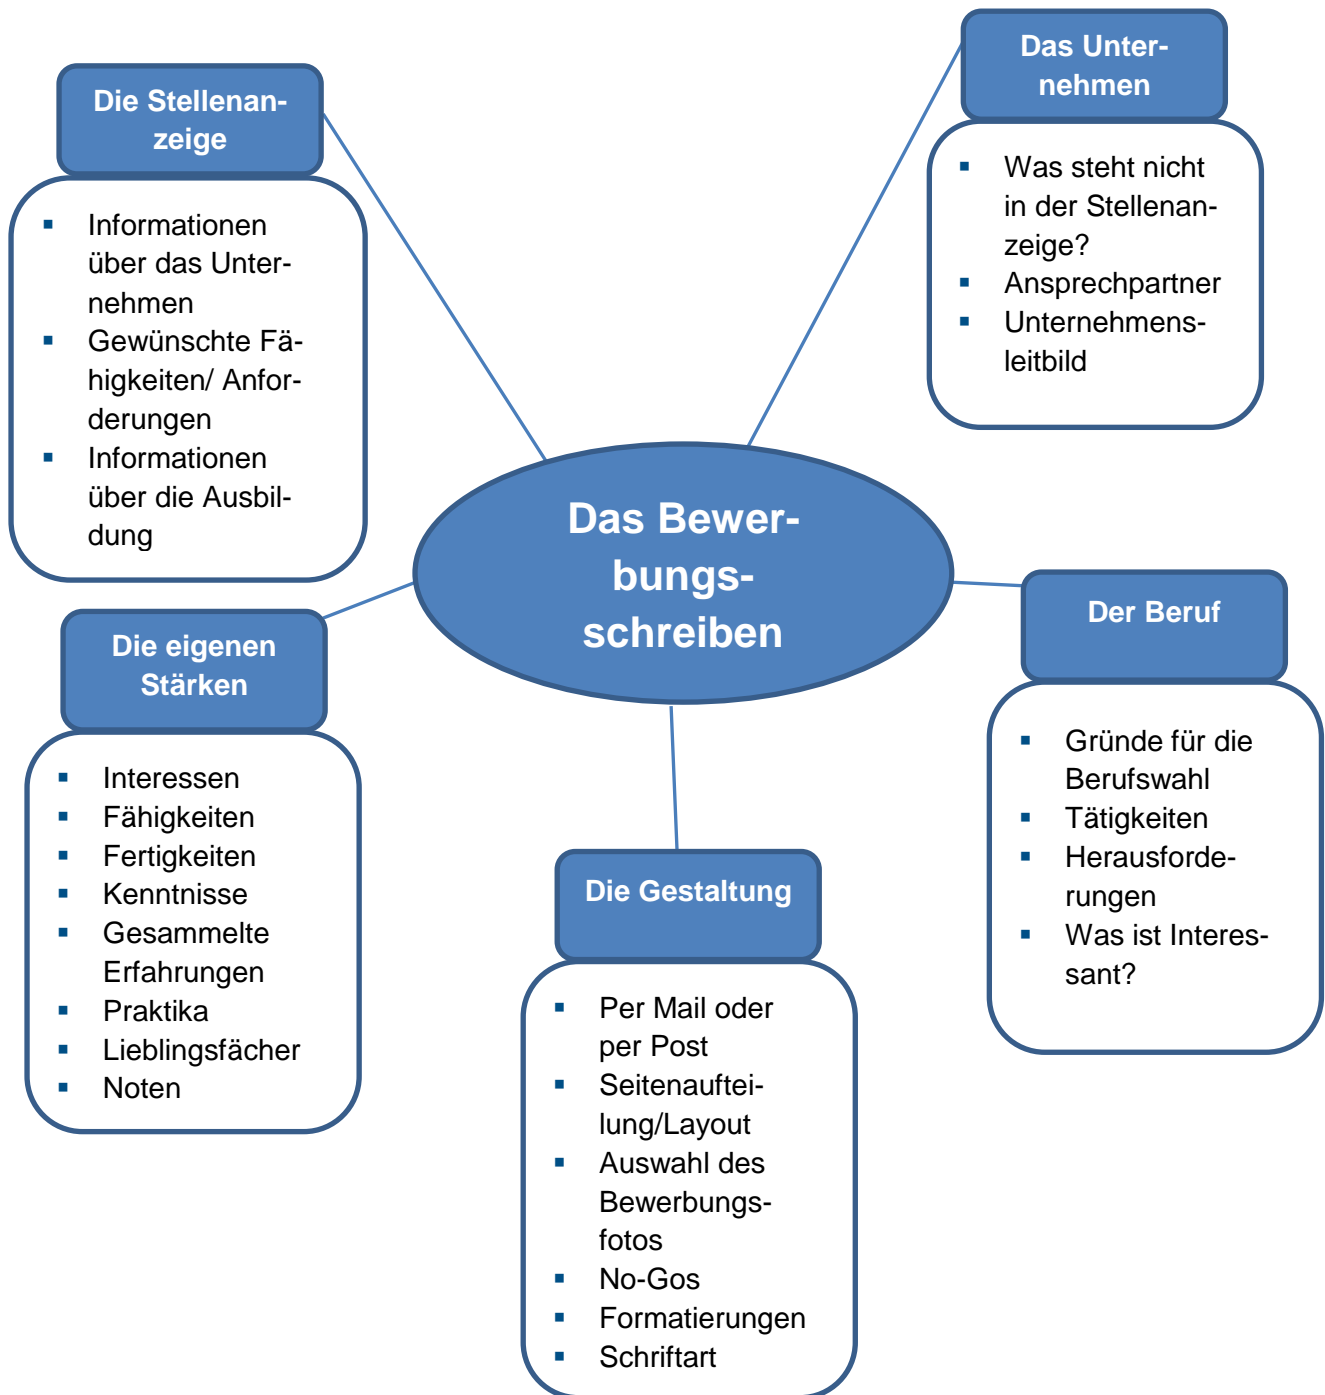 Die Stellenan-
zeige
▪ Informationen
über das Unter-
nehmen
▪ Gewünschte Fä-
higkeiten/ Anfor-
derungen
▪ Informationen
über die Ausbil-
dung
Das Unter-
nehmen
▪ Was steht nicht
in der Stellenan-
zeige?
▪ Ansprechpartner
▪ Unternehmens-
leitbild
Das Bewer-
bungs-
schreiben
Die eigenen
Stärken
▪ Interessen
▪ Fähigkeiten
▪ Fertigkeiten
▪ Kenntnisse
▪ Gesammelte
Erfahrungen
▪ Praktika
▪ Lieblingsfächer
▪ Noten
Der Beruf
▪ Gründe für die
Berufswahl
▪ Tätigkeiten
▪ Herausforde-
rungen
▪ Was ist Interes-
sant?
Die Gestaltung
▪ Per Mail oder
per Post
▪ Seitenauftei-
lung/Layout
▪ Auswahl des
Bewerbungs-
fotos
▪ No-Gos
▪ Formatierungen
▪ Schriftart